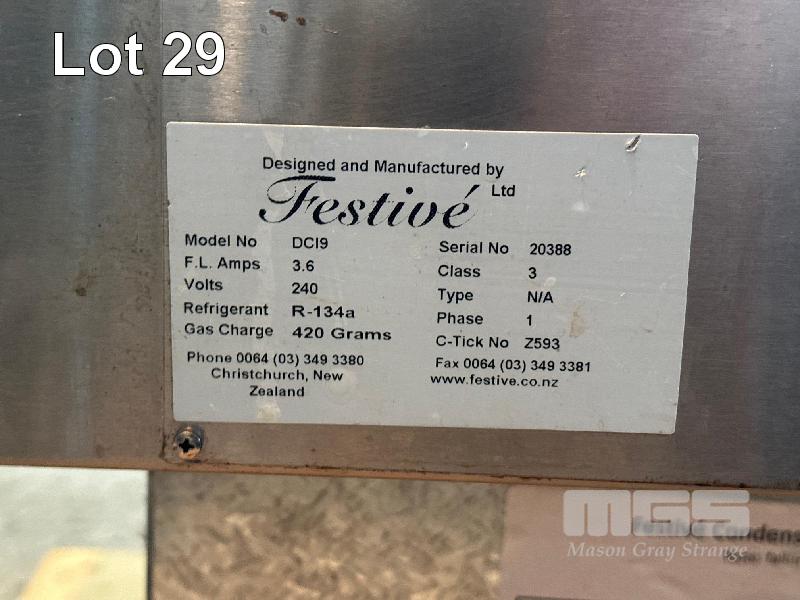 Lot 29
Designed and Manufactured by
Festivé Ltd
Model No DCI9
F.L. Amps 3.6
Volts 240
Refrigerant R-134a
Gas Charge 420 Grams
Phone 0064 (03) 349 3380
Christchurch, New
Zealand
Serial No 20388
Class 3
Type N/A
Phase 1
C-Tick No Z593
Fax 0064 (03) 349 3381
www.festive.co.nz
MGS
Mason Gray Strange
Festivé Condens